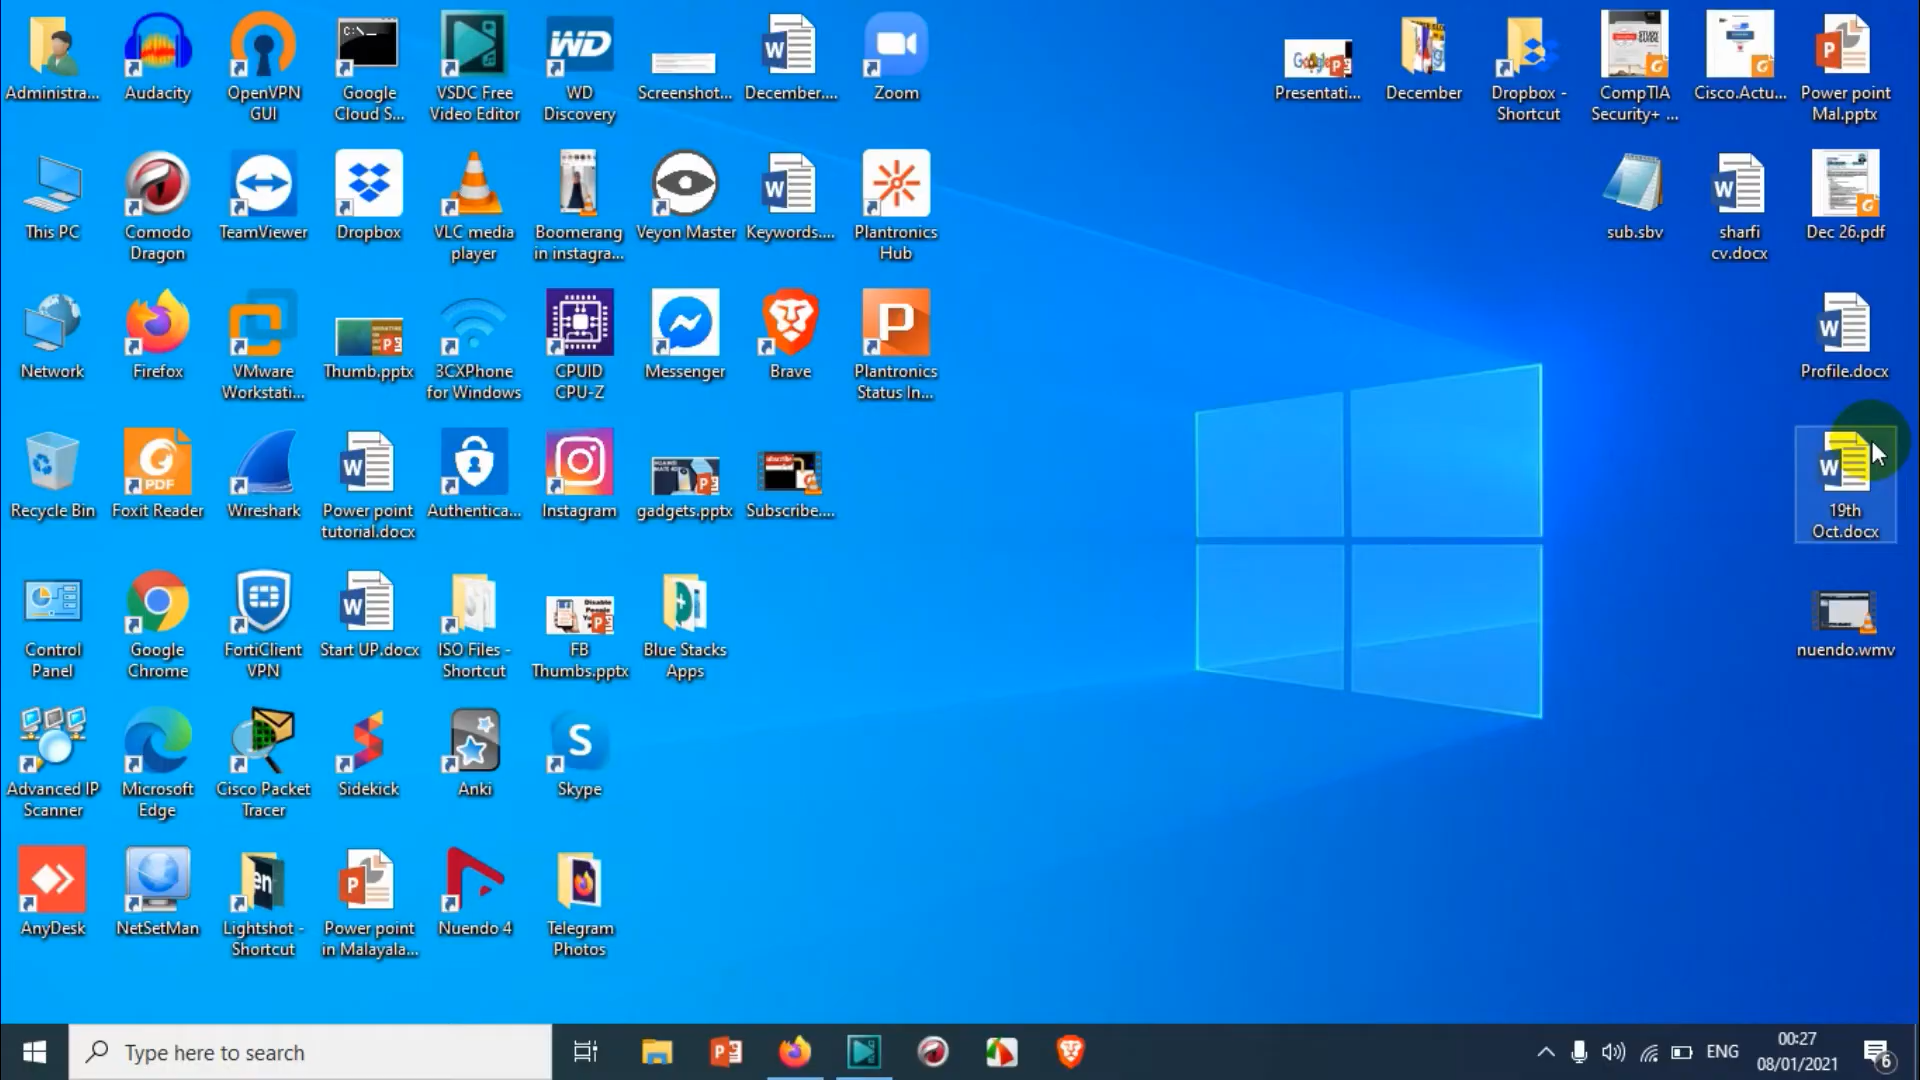 Administra...
Audacity
OpenVPN
GUI
Google
Cloud S...
VSDC Free
Video Editor
WD
Discovery
Screenshot...
December....
Zoom
Presentati...
December
Dropbox -
Shortcut
CompTIA
Security+ ...
Cisco.Actu...
Power point
Mal.pptx
This PC
Comodo
Dragon
TeamViewer
Dropbox
VLC media
player
Boomerang
in instagra...
Veyon Master
Keywords....
Plantronics
Hub
sub.sbv
sharfi
cv.docx
Dec 26.pdf
Network
Firefox
VMware
Workstati...
Thumb.pptx
3CXPhone
for Windows
CPUID
CPU-Z
Messenger
Brave
Plantronics
Status In...
Profile.docx
Recycle Bin
Foxit Reader
Wireshark
Power point
tutorial.docx
Authentica...
Instagram
gadgets.pptx
Subscribe....
19th
Oct.docx
Control
Panel
Google
Chrome
FortiClient
VPN
Start UP.docx
ISO Files -
Shortcut
FB
Thumbs.pptx
Blue Stacks
Apps
nuendo.wmv
Advanced IP
Scanner
Microsoft
Edge
Cisco Packet
Tracer
Sidekick
Anki
Skype
AnyDesk
NetSetMan
Lightshot -
Shortcut
Power point
in Malayala...
Nuendo 4
Telegram
Photos
Type here to search
ENG
00:27
08/01/2021
6